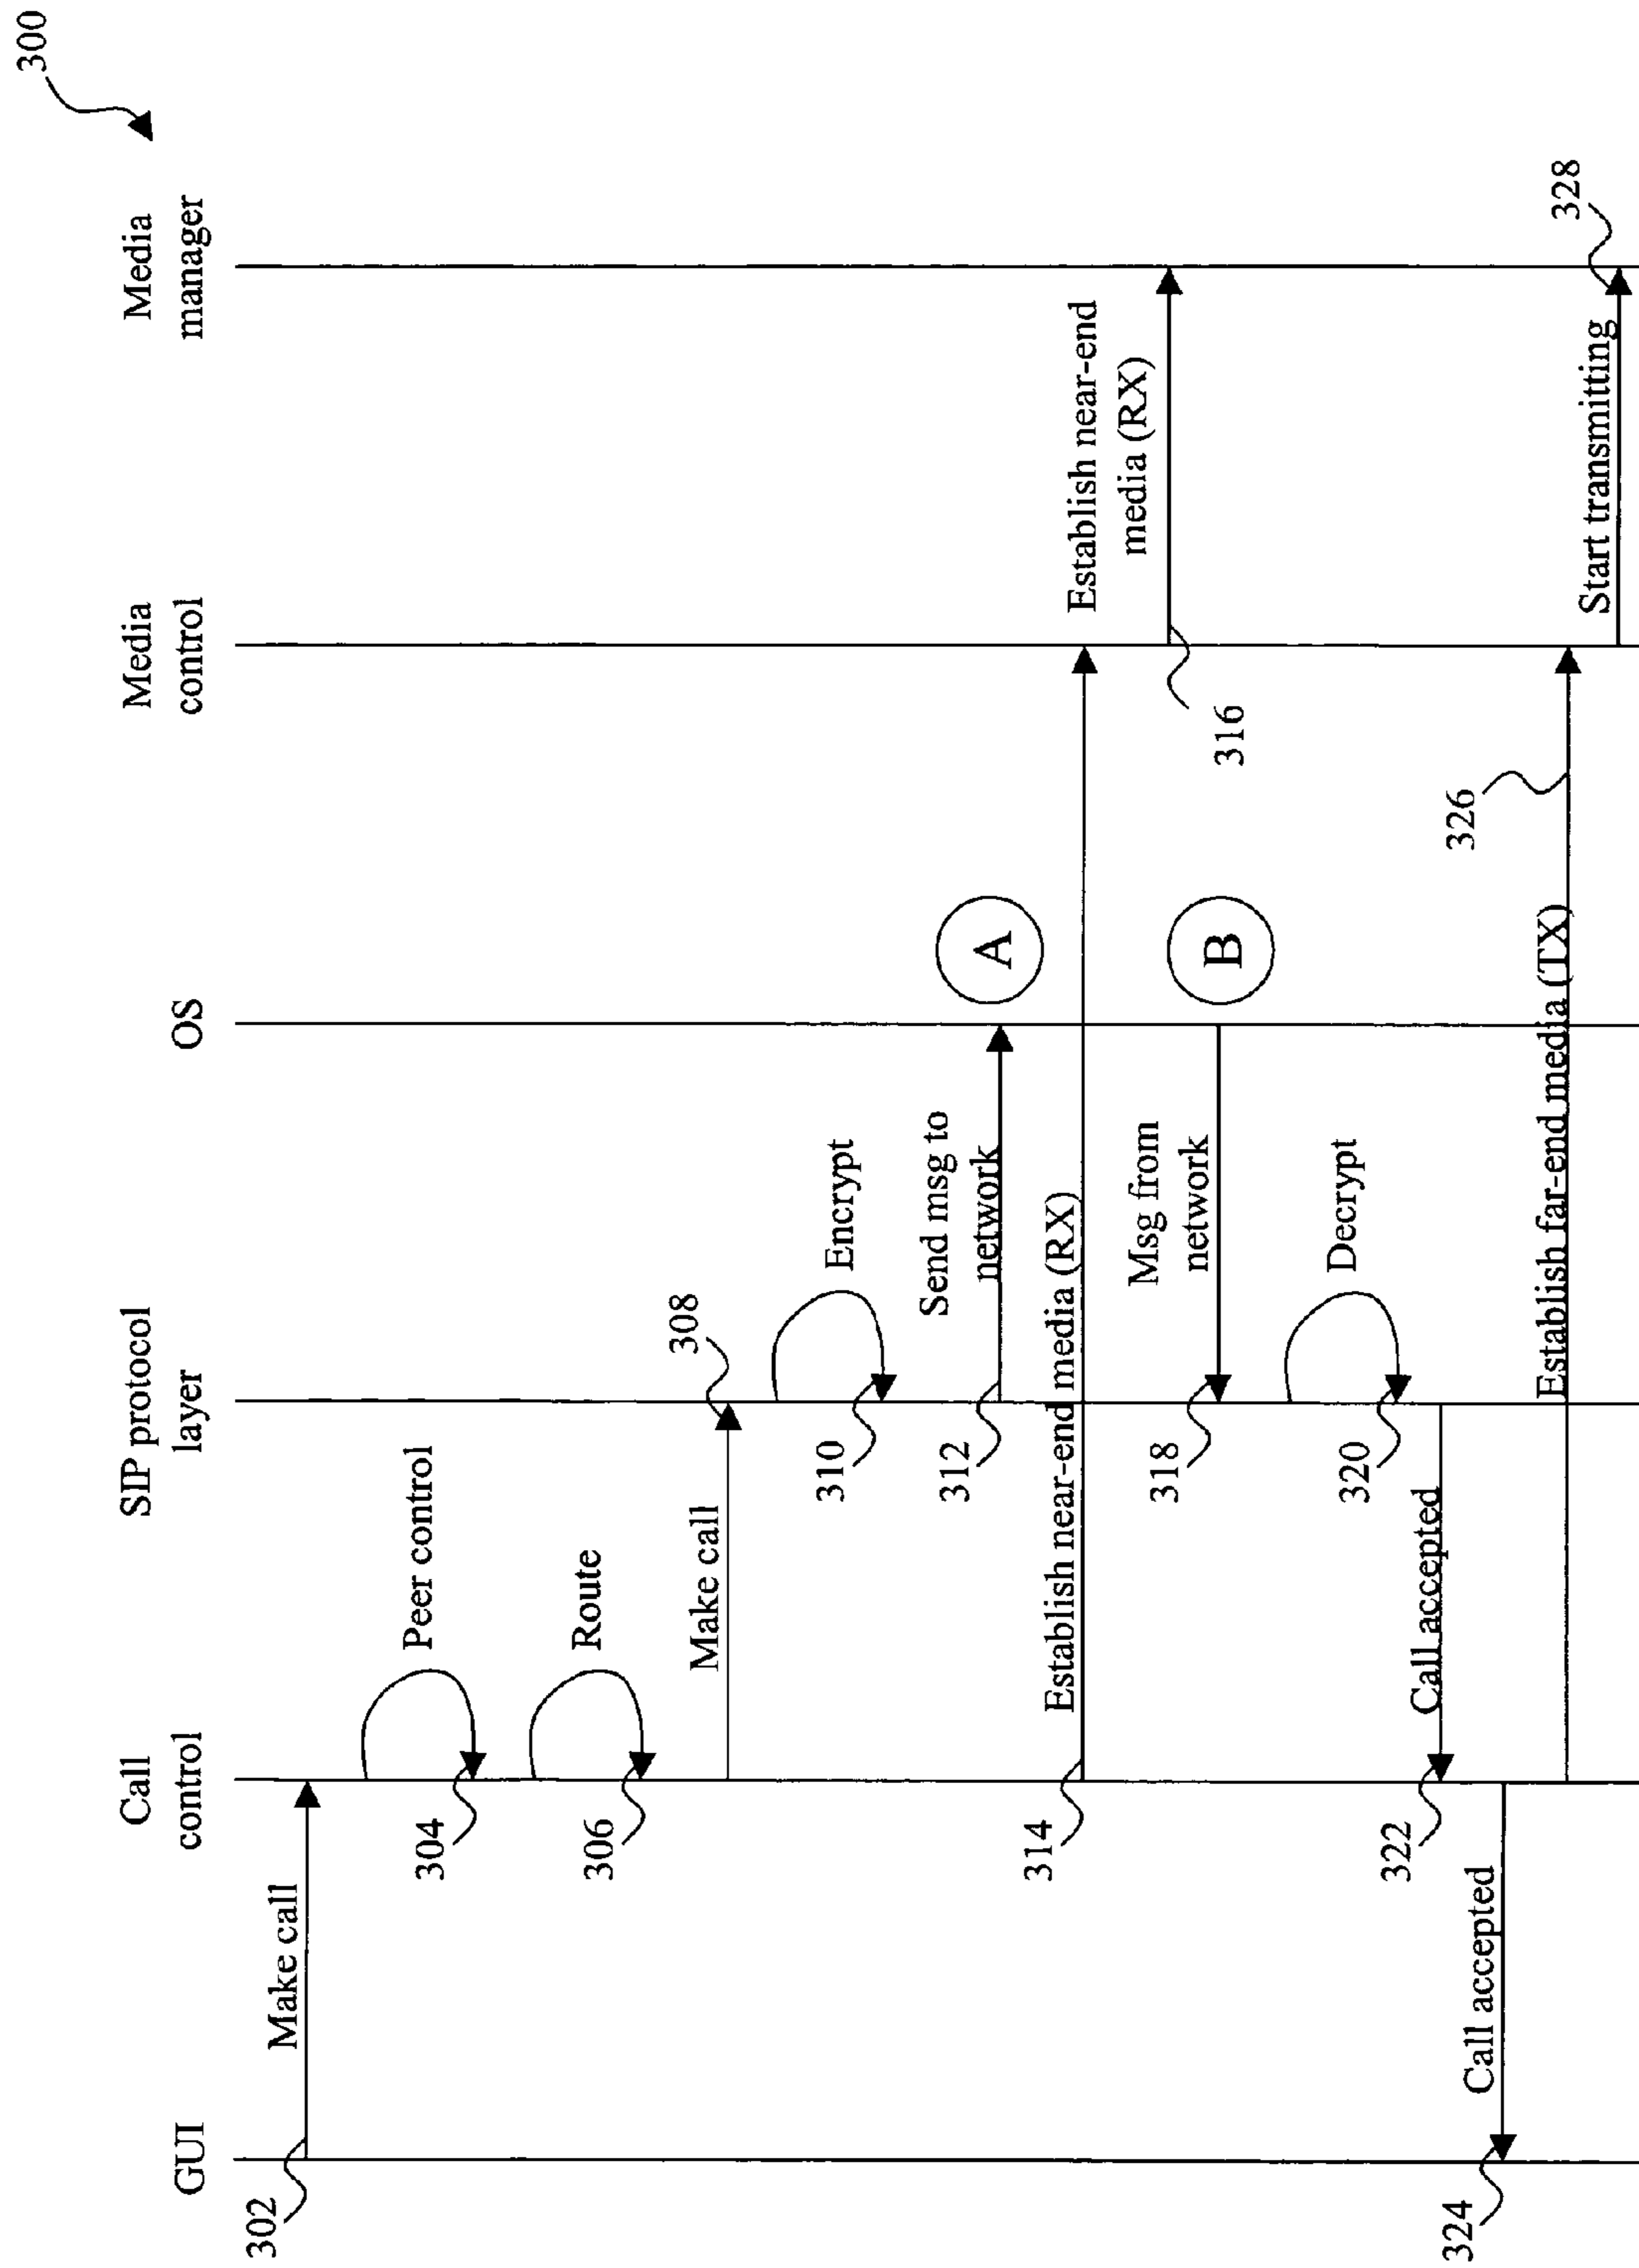 300
GUI
Call
control
SIP protocol
layer
OS
Media
control
Media
manager
302
Make call
Peer control
304
Route
306
Make call
308
Encrypt
310
Send msg to
network
312
A
Establish near-end media (RX)
314
Establish near-end
media (RX)
316
Msg from
network
318
B
Decrypt
320
Call accepted
322
Call accepted
324
Establish far-end media (TX)
326
Start transmitting
328